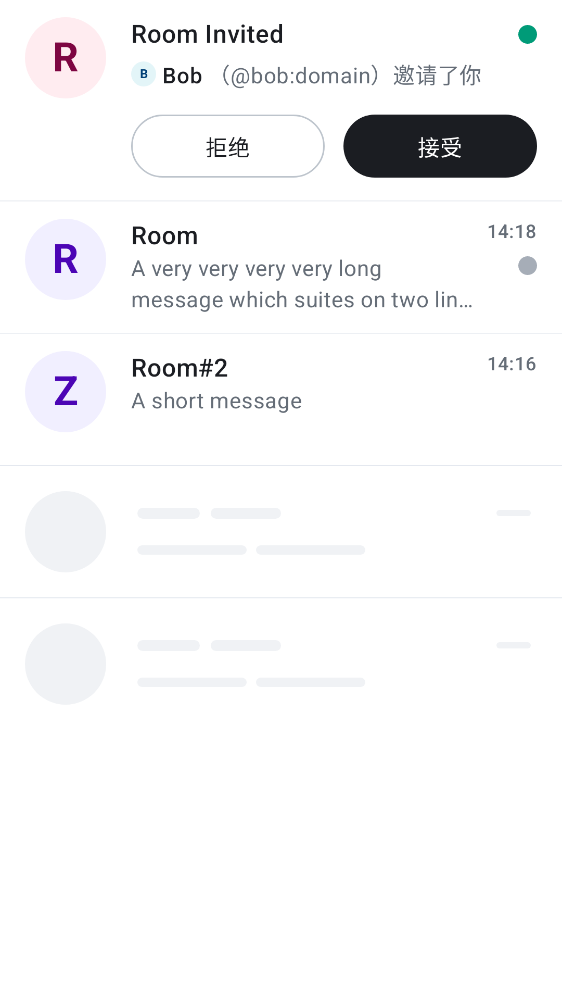 R
Room Invited
B Bob （@bob:domain）邀请了你
拒绝
接受
R
Room
14:18
A very very very very long
message which suites on two lin…
Z
Room#2
14:16
A short message